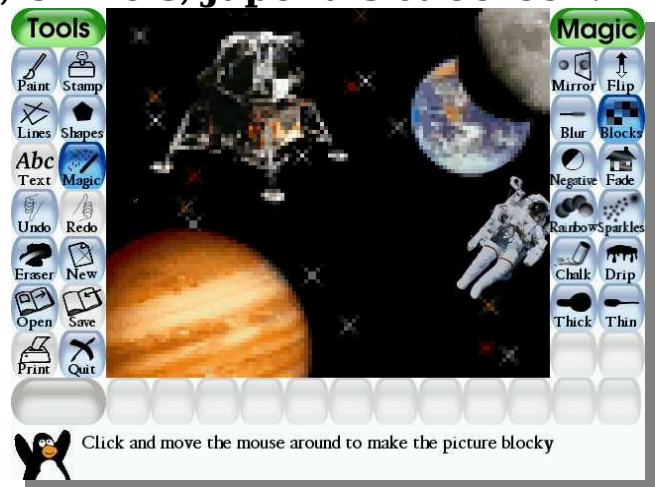 Tools
Magic
Paint Stamp
Mirror Flip
Lines Shapes
Blur Blocks
Abc
Text Magic
Negative Fade
Undo Redo
Rainbow Sparkles
Eraser New
Chalk Drip
Open Save
Thick Thin
Print Quit
Click and move the mouse around to make the picture blocky